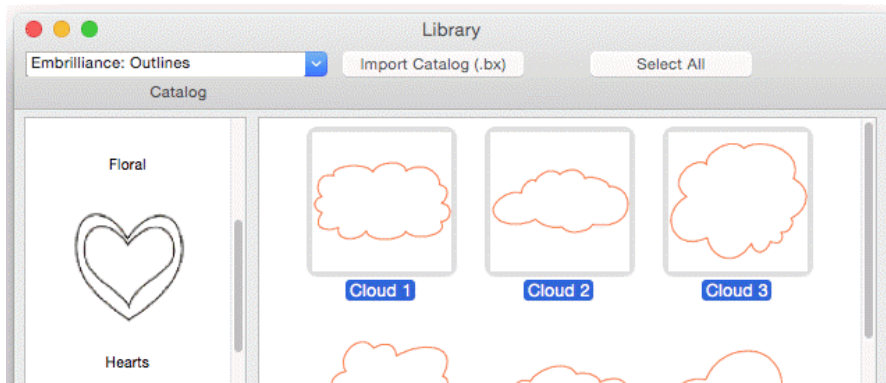 Library
Embrilliance: Outlines
Import Catalog (.bx)
Select All
Catalog
Floral
Hearts
Cloud 1
Cloud 2
Cloud 3